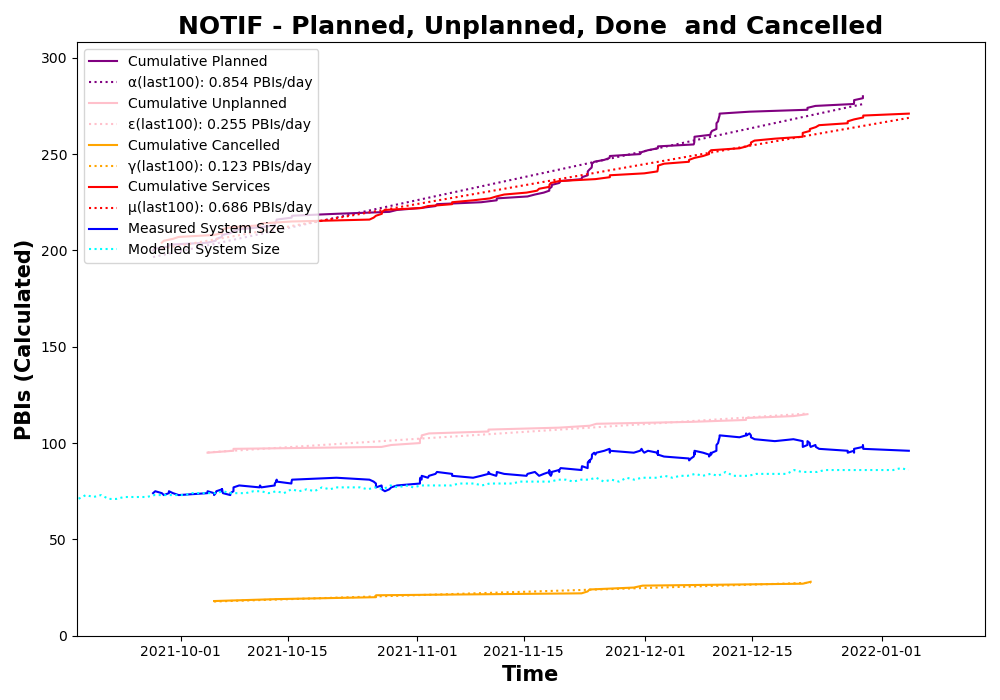 NOTIF - Planned, Unplanned, Done  and Cancelled
Cumulative Planned
α(last100): 0.854 PBIs/day
Cumulative Unplanned
ε(last100): 0.255 PBIs/day
Cumulative Cancelled
γ(last100): 0.123 PBIs/day
Cumulative Services
μ(last100): 0.686 PBIs/day
Measured System Size
Modelled System Size
PBIs (Calculated)
300
250
200
150
100
50
0
2021-10-01
2021-10-15
2021-11-01
2021-11-15
2021-12-01
2021-12-15
2022-01-01
Time